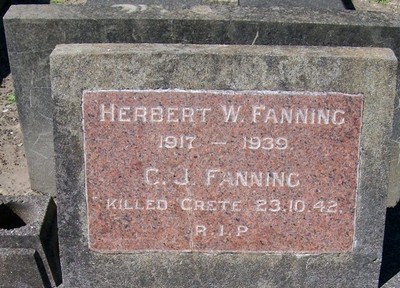 HERBERT W. FANNING
1917 — 1939
C. J. FANNING
KILLED CRETE 23.10.42.
R.I.P